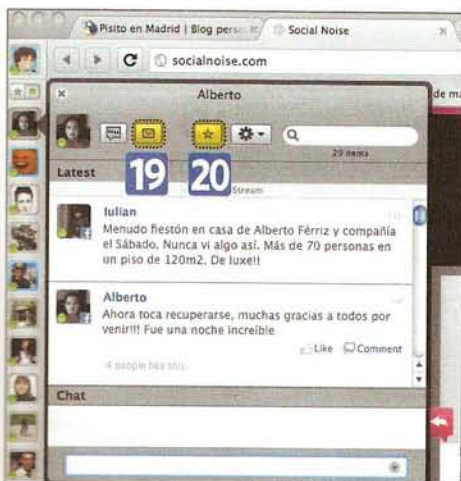 Pisito en Madrid | Blog pers
Social Noise
socialnoise.com
Alberto
de ma
29 items
19
20
Latest
Stream
Iulian
Menudo fiestón en casa de Alberto Férriz y compañía
el Sábado. Nunca vi algo así. Más de 70 personas en
un piso de 120m2. De luxe!!
Alberto
Ahora toca recuperarse, muchas gracias a todos por
venir!!! Fue una noche increible
Like Comment
4 people like this.
Chat